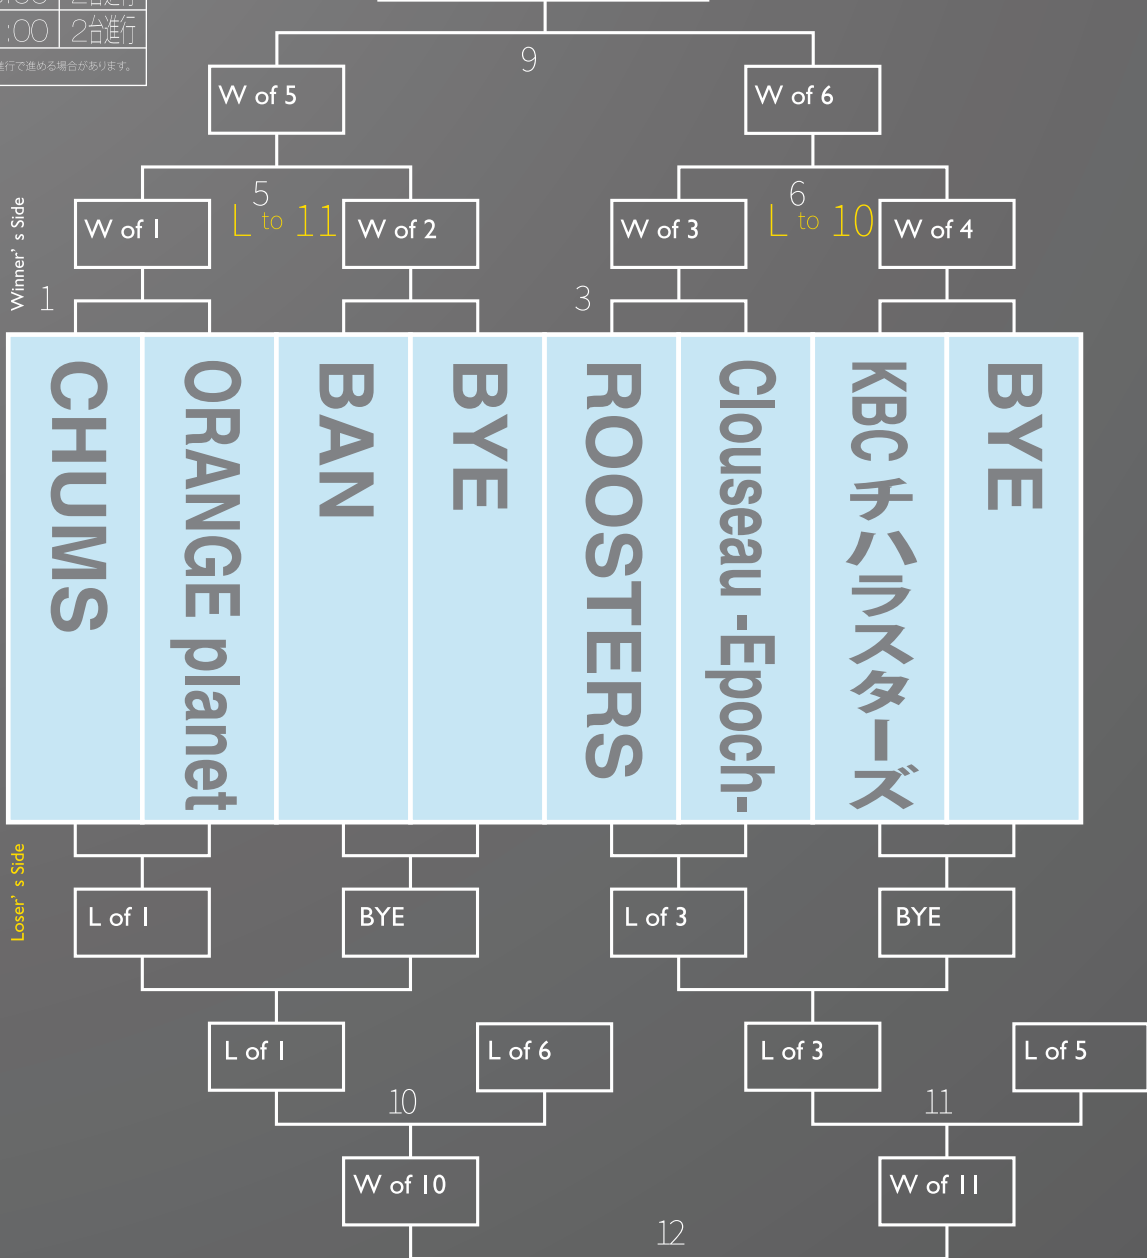 :00 2台進行
行で進める場合があります。
9
W of 5
W of 6
5
6
L to 11
L to 10
W of 1
W of 2
W of 3
W of 4
Winner' s Side
1
3
CHUMS
ORANGE planet
BAN
BYE
ROOSTERS
Clouseau -Epoch-
KBC チハラスターズ
BYE
Loser' s Side
L of 1
BYE
L of 3
BYE
L of 1
L of 6
L of 3
L of 5
10
11
W of 10
W of 11
12